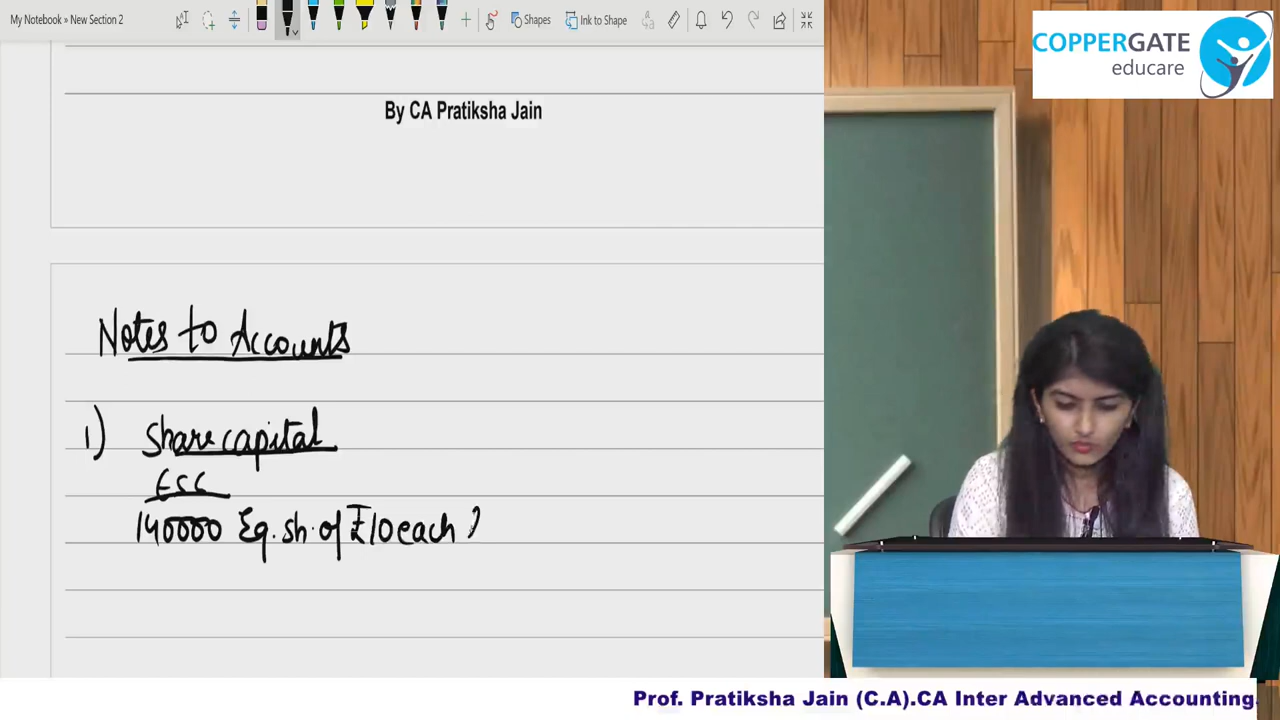 My Notebook » New Section 2
Shapes
Ink to Shape
COPPERGATE
educare
By CA Pratiksha Jain
Notes to Accounts
1) Share capital
ESC
140000 Eq. sh. of ₹10 each
Prof. Pratiksha Jain (C.A).CA Inter Advanced Accounting.